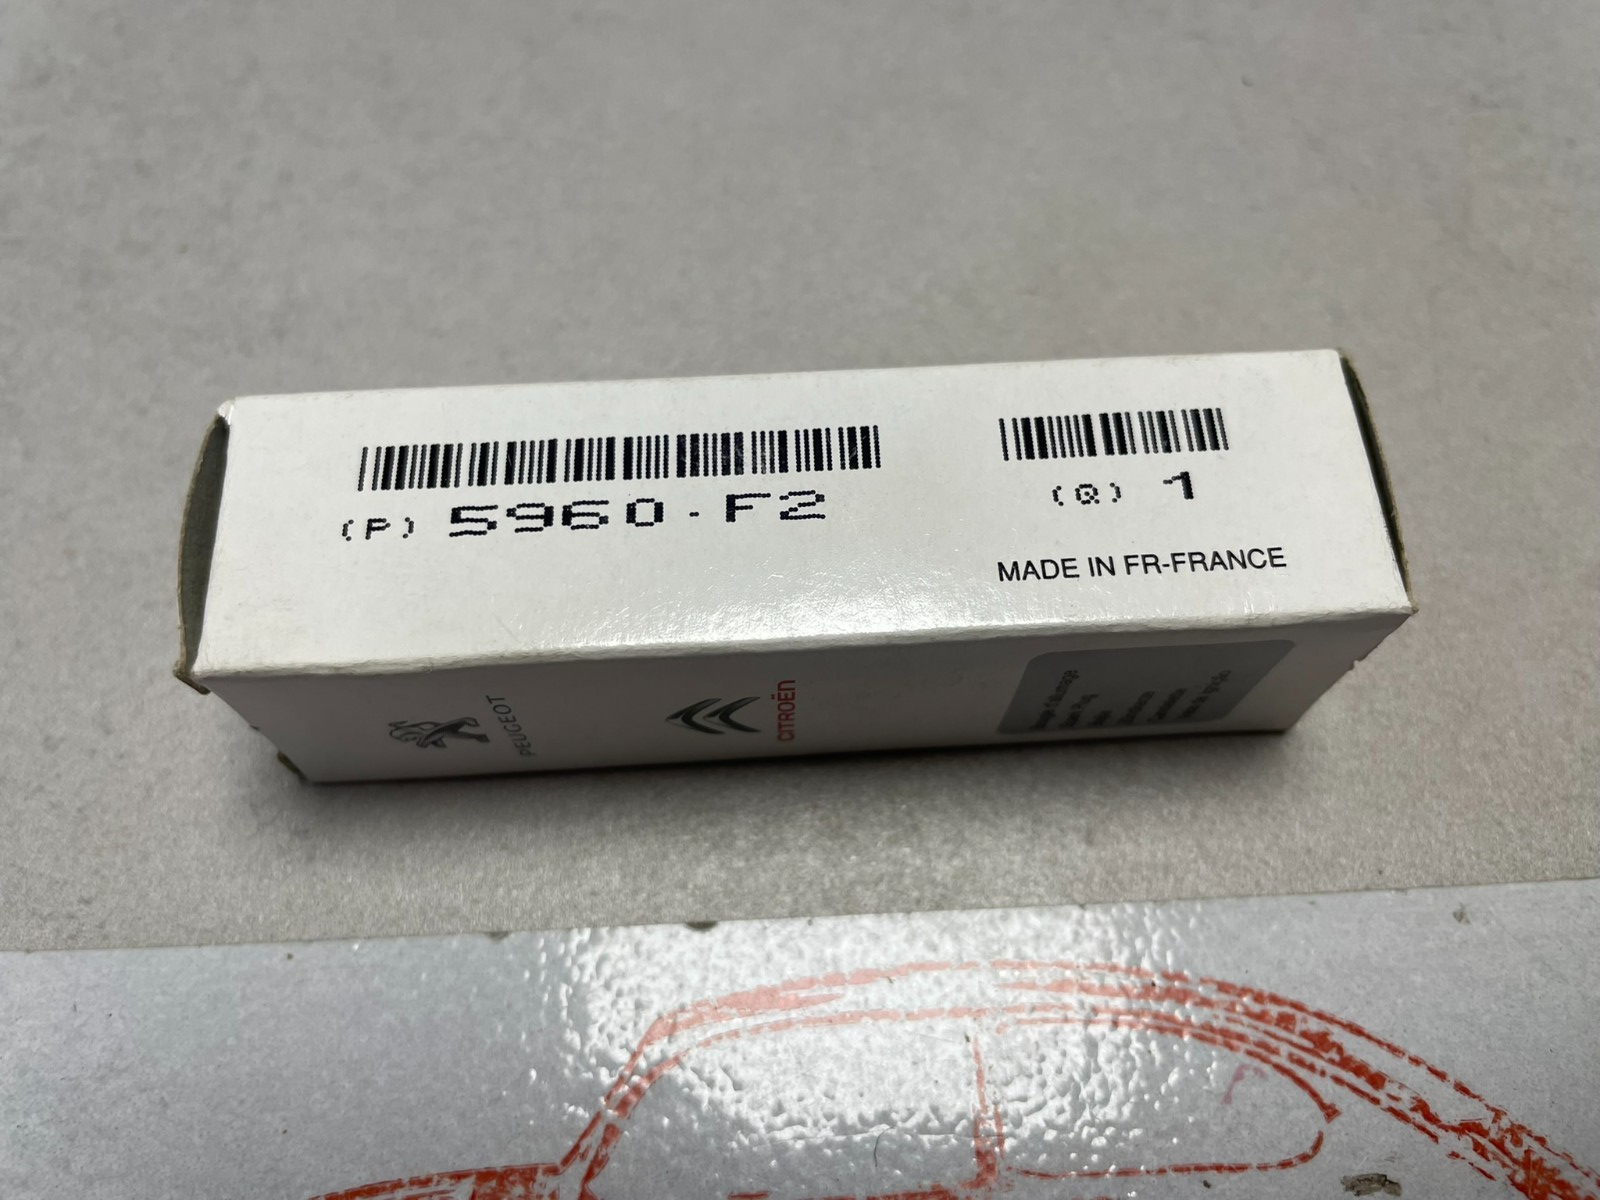 (P) 5960.F2
(Q) 1
MADE IN FR-FRANCE
PEUGEOT
CITROËN